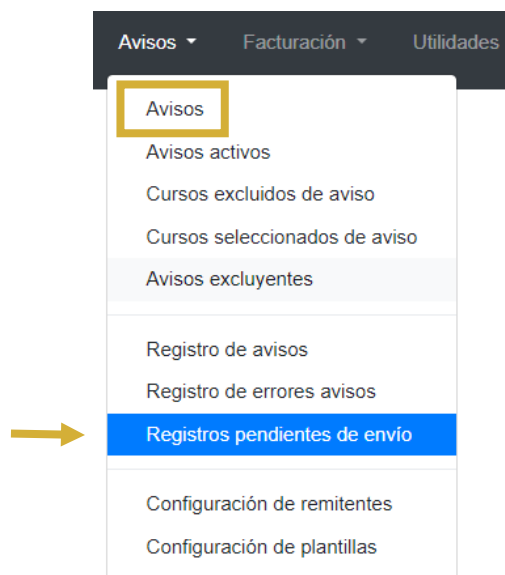 Avisos Facturación Utilidades
Avisos
Avisos activos
Cursos excluidos de aviso
Cursos seleccionados de aviso
Avisos excluyentes
Registro de avisos
Registro de errores avisos
Registros pendientes de envío
Configuración de remitentes
Configuración de plantillas